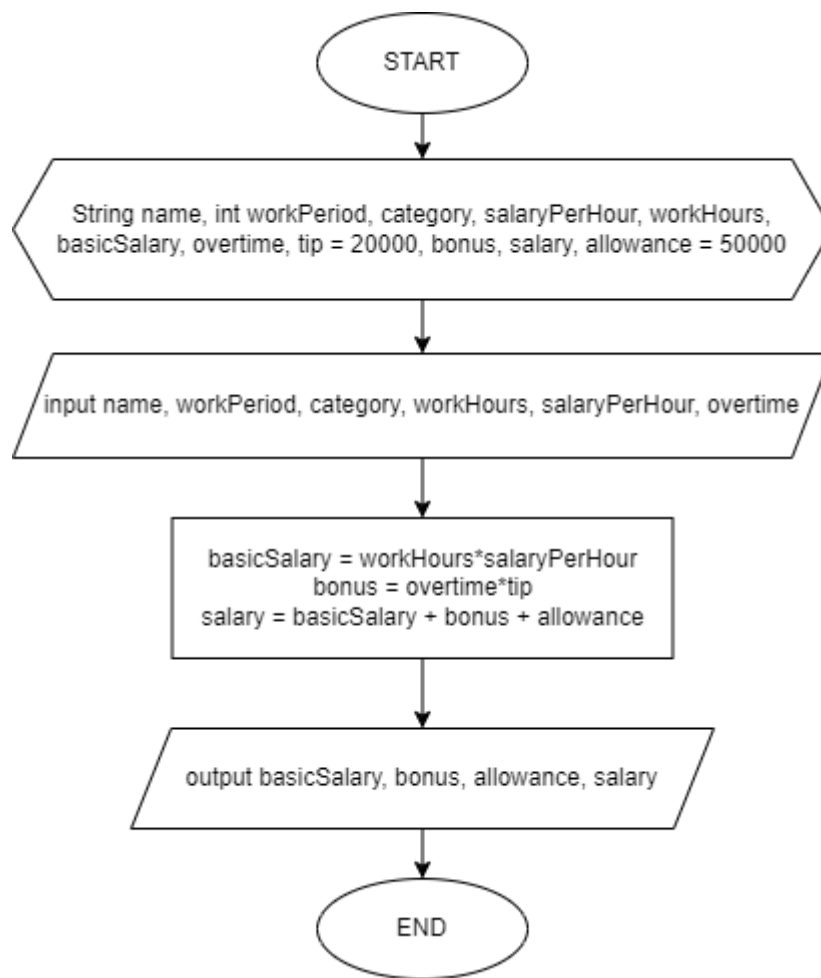 START
String name, int workPeriod, category, salaryPerHour, workHours,
basicSalary, overtime, tip = 20000, bonus, salary, allowance = 50000
input name, workPeriod, category, workHours, salaryPerHour, overtime
basicSalary = workHours*salaryPerHour
bonus = overtime*tip
salary = basicSalary + bonus + allowance
output basicSalary, bonus, allowance, salary
END